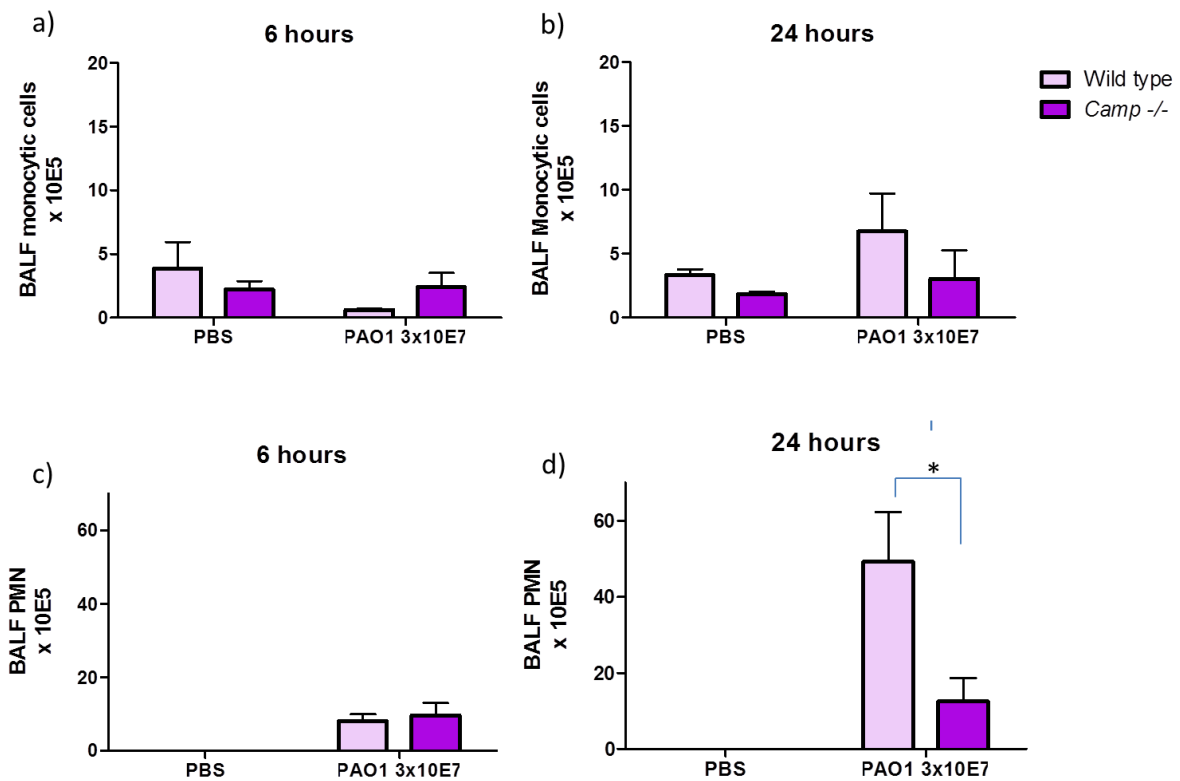 a)
6 hours
BALF monocytic cells
x 10E5
20
15
10
5
0
PBS
PAO1 3x10E7
b)
24 hours
BALF Monocytic cells
x 10E5
20
15
10
5
0
PBS
PAO1 3x10E7
Wild type
Camp -/-
c)
6 hours
BALF PMN
x 10E5
60
40
20
0
PBS
PAO1 3x10E7
d)
24 hours
*
BALF PMN
x 10E5
60
40
20
0
PBS
PAO1 3x10E7